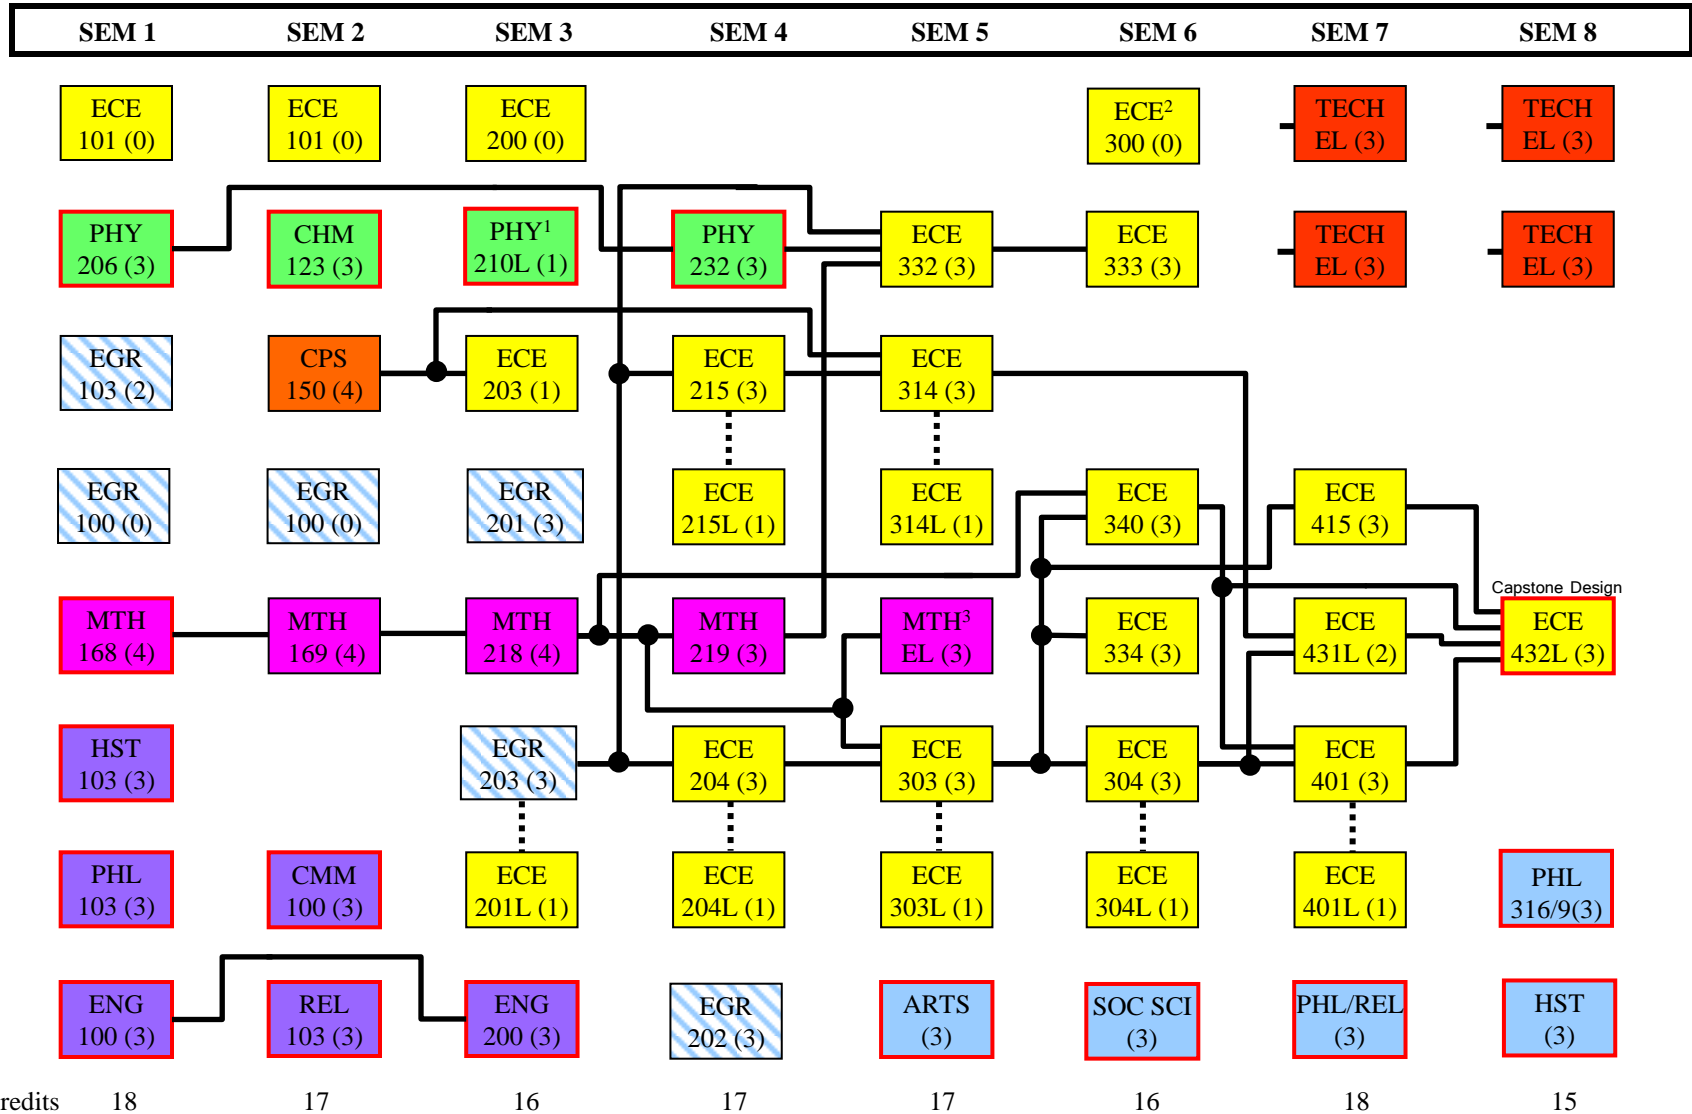 SEM 1 SEM 2 SEM 3 SEM 4 SEM 5 SEM 6 SEM 7 SEM 8
ECE
101 (0)
ECE
101 (0)
ECE
200 (0)
ECE²
300 (0)
TECH
EL (3)
TECH
EL (3)
PHY
206 (3)
CHM
123 (3)
PHY¹
210L (1)
PHY
232 (3)
ECE
332 (3)
ECE
333 (3)
TECH
EL (3)
TECH
EL (3)
EGR
103 (2)
CPS
150 (4)
ECE
203 (1)
ECE
215 (3)
ECE
314 (3)
EGR
100 (0)
EGR
100 (0)
EGR
201 (3)
ECE
215L (1)
ECE
314L (1)
ECE
340 (3)
ECE
415 (3)
MTH
168 (4)
MTH
169 (4)
MTH
218 (4)
MTH
219 (3)
MTH³
EL (3)
ECE
334 (3)
ECE
431L (2)
Capstone Design
ECE
432L (3)
HST
103 (3)
EGR
203 (3)
ECE
204 (3)
ECE
303 (3)
ECE
304 (3)
ECE
401 (3)
PHL
103 (3)
CMM
100 (3)
ECE
201L (1)
ECE
204L (1)
ECE
303L (1)
ECE
304L (1)
ECE
401L (1)
PHL
316/9(3)
ENG
100 (3)
REL
103 (3)
ENG
200 (3)
EGR
202 (3)
ARTS
(3)
SOC SCI
(3)
PHL/REL
(3)
HST
(3)
redits 18 17 16 17 17 16 18 15